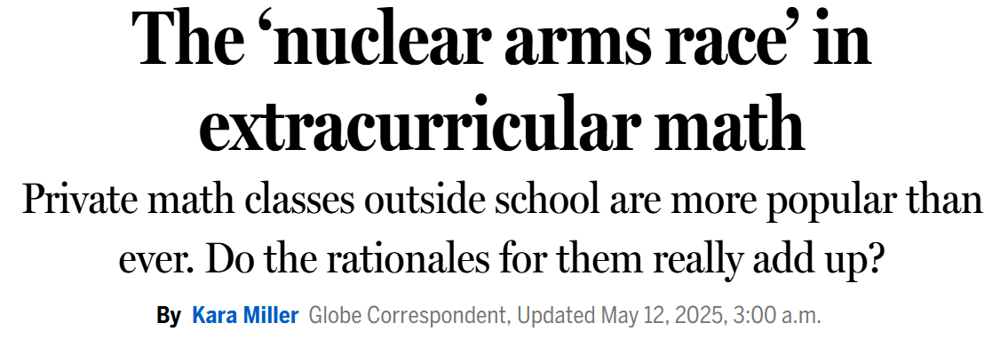 The ‘nuclear arms race’ in
extracurricular math
Private math classes outside school are more popular than
ever. Do the rationales for them really add up?
By Kara Miller Globe Correspondent, Updated May 12, 2025, 3:00 a.m.